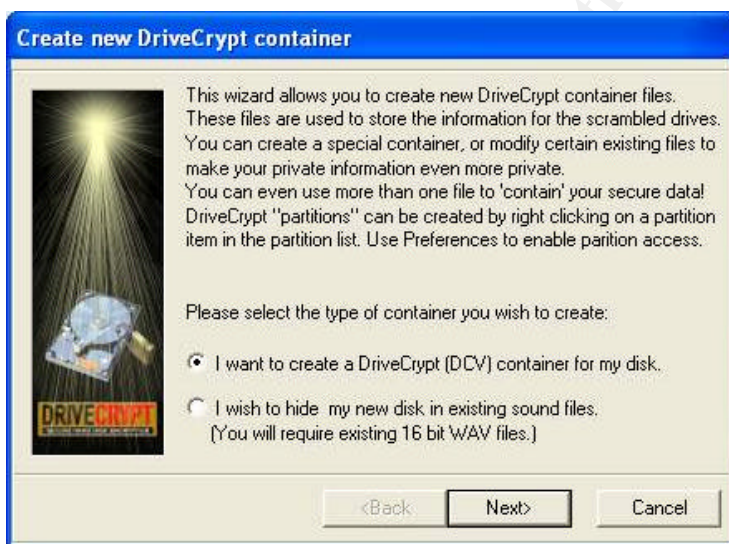 Create new DriveCrypt container
This wizard allows you to create new DriveCrypt container files.
These files are used to store the information for the scrambled drives.
You can create a special container, or modify certain existing files to
make your private information even more private.
You can even use more than one file to 'contain' your secure data!
DriveCrypt "partitions" can be created by right clicking on a partition
item in the partition list. Use Preferences to enable parition access.
Please select the type of container you wish to create:
I want to create a DriveCrypt (DCV) container for my disk.
I wish to hide my new disk in existing sound files.
(You will require existing 16 bit WAV files.)
DRIVECRYPT
<Back
Next>
Cancel